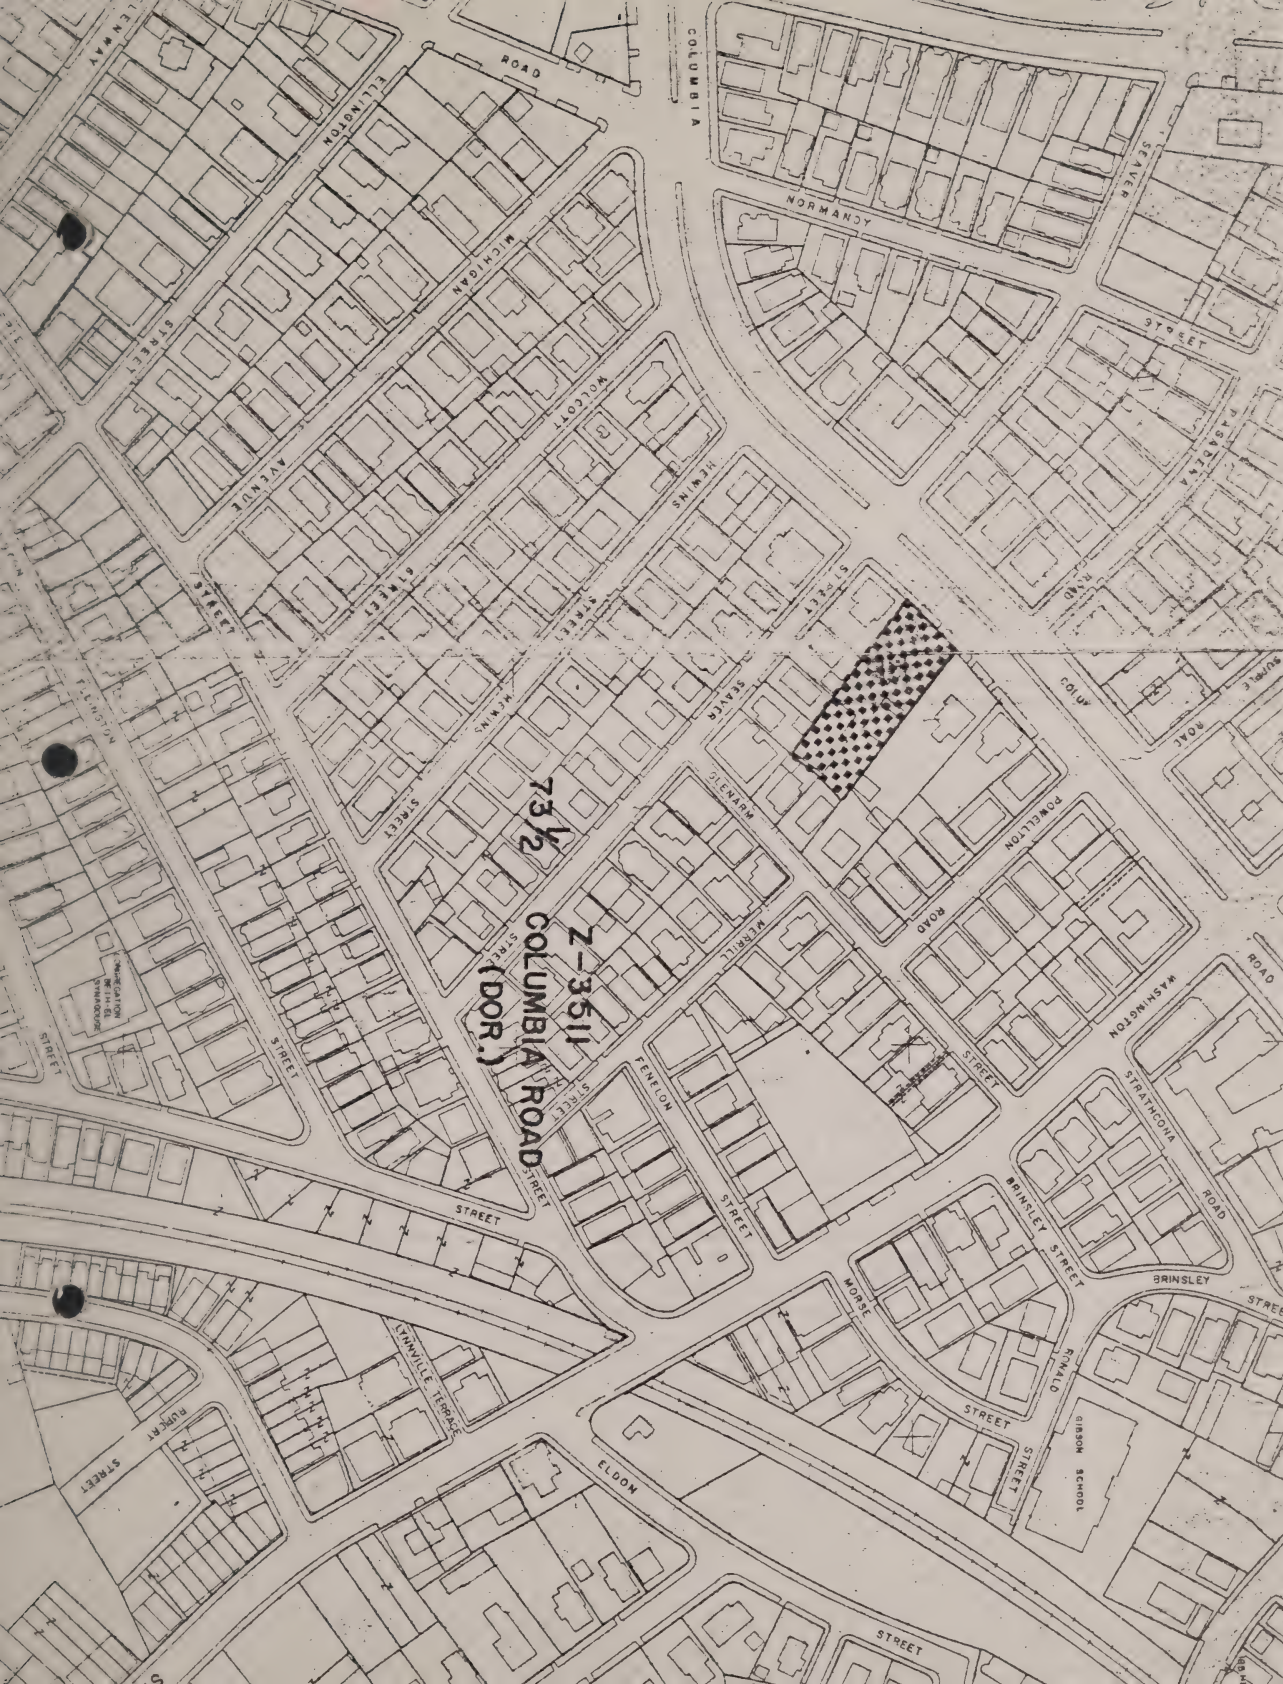 COLUMBIA
ROAD
ELLINGTON
STREET
SEAVER
NORMANDY
STREET
MICHIGAN
AVENUE
WOLCOTT
STREET
HEWINS
STREET
PASADENA
ROAD
STREET
SEAVER
STREET
HEWINS
STREET
ROAD
GLENARM
STREET
POWELLTON
ROAD
Z-3511
73 1/2 COLUMBIA ROAD
(DOR.)
STREET
MERRILL
STREET
WASHINGTON
ROAD
STRATHCONA
ROAD
FENELON
STREET
BRINSLEY STREET
BRINSLEY
STREET
STREET
STREET
STREET
STREET
MORSE
STREET
RONALD
STREET
GIBSON SCHOOL
LYNNVILLE TERRACE
RUPERT
STREET
ELDON
STREET